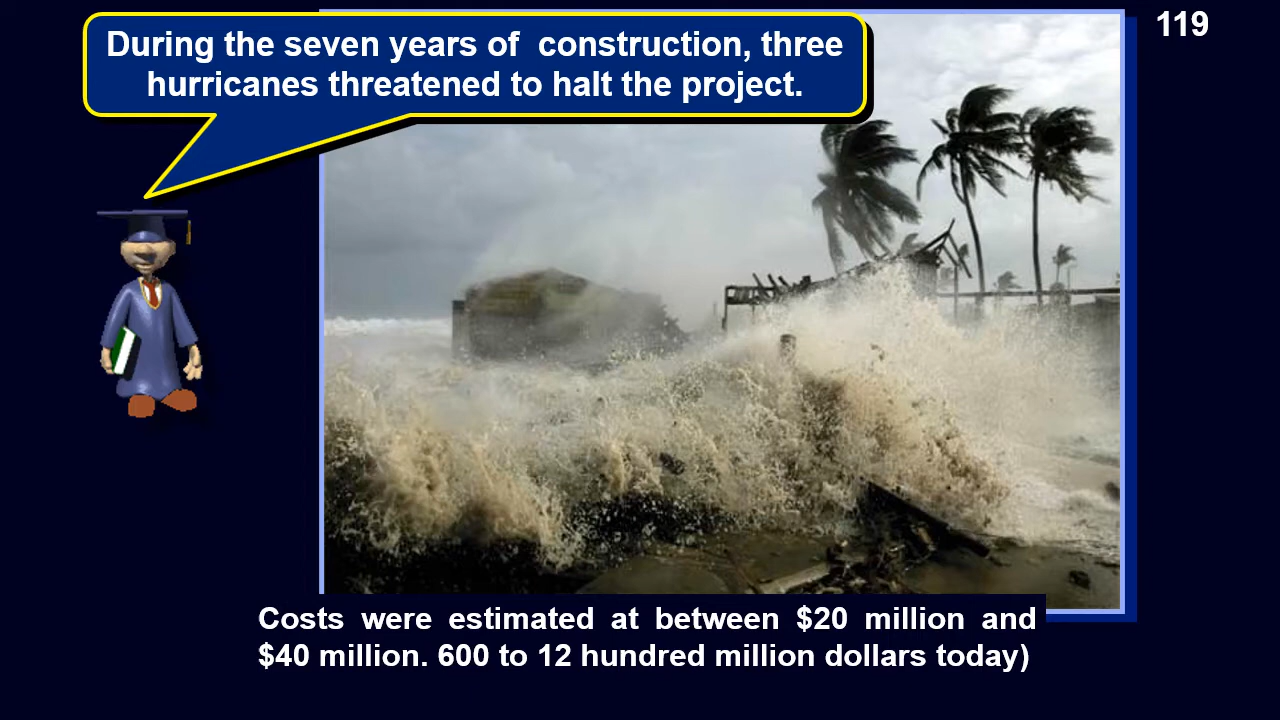 119
During the seven years of  construction, three
hurricanes threatened to halt the project.
Costs were estimated at between $20 million and
$40 million. 600 to 12 hundred million dollars today)